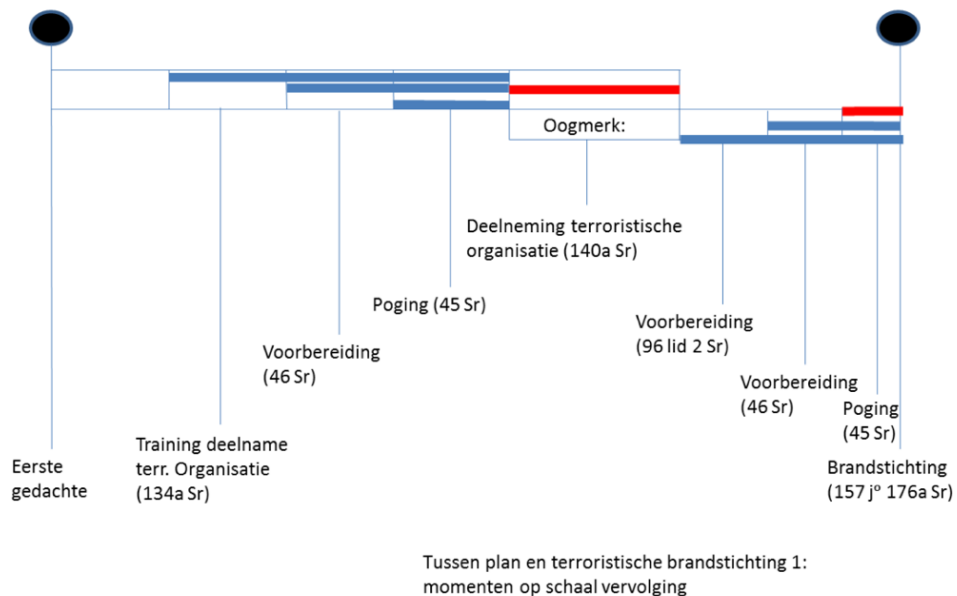 Oogmerk:
Deelneming terroristische
organisatie (140a Sr)
Poging (45 Sr)
Voorbereiding
(46 Sr)
Training deelname
terr. Organisatie
(134a Sr)
Eerste
gedachte
Voorbereiding
(96 lid 2 Sr)
Voorbereiding
(46 Sr)
Poging
(45 Sr)
Brandstichting
(157 j° 176a Sr)
Tussen plan en terroristische brandstichting 1:
momenten op schaal vervolging